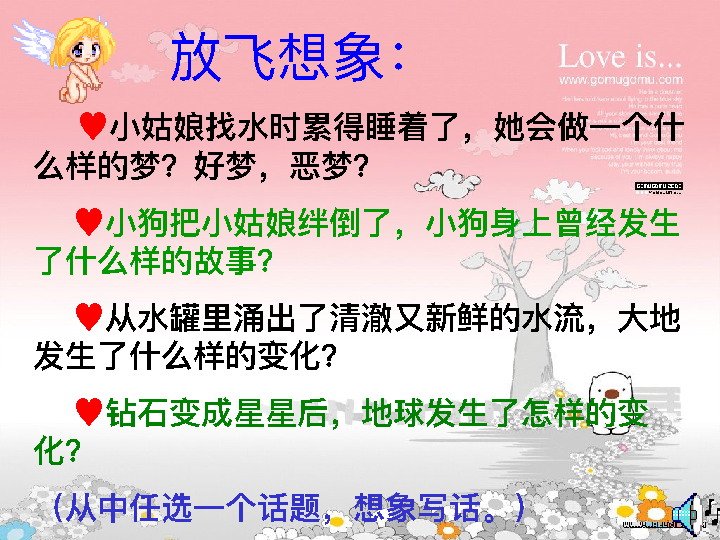 放飞想象：
Love is...
www.gomugomu.com
♥小姑娘找水时累得睡着了，她会做一个什
么样的梦？好梦，恶梦？
♥小狗把小姑娘绊倒了，小狗身上曾经发生
了什么样的故事？
♥从水罐里涌出了清澈又新鲜的水流，大地
发生了什么样的变化？
♥钻石变成星星后，地球发生了怎样的变
化？
（从中任选一个话题，想象写话。）